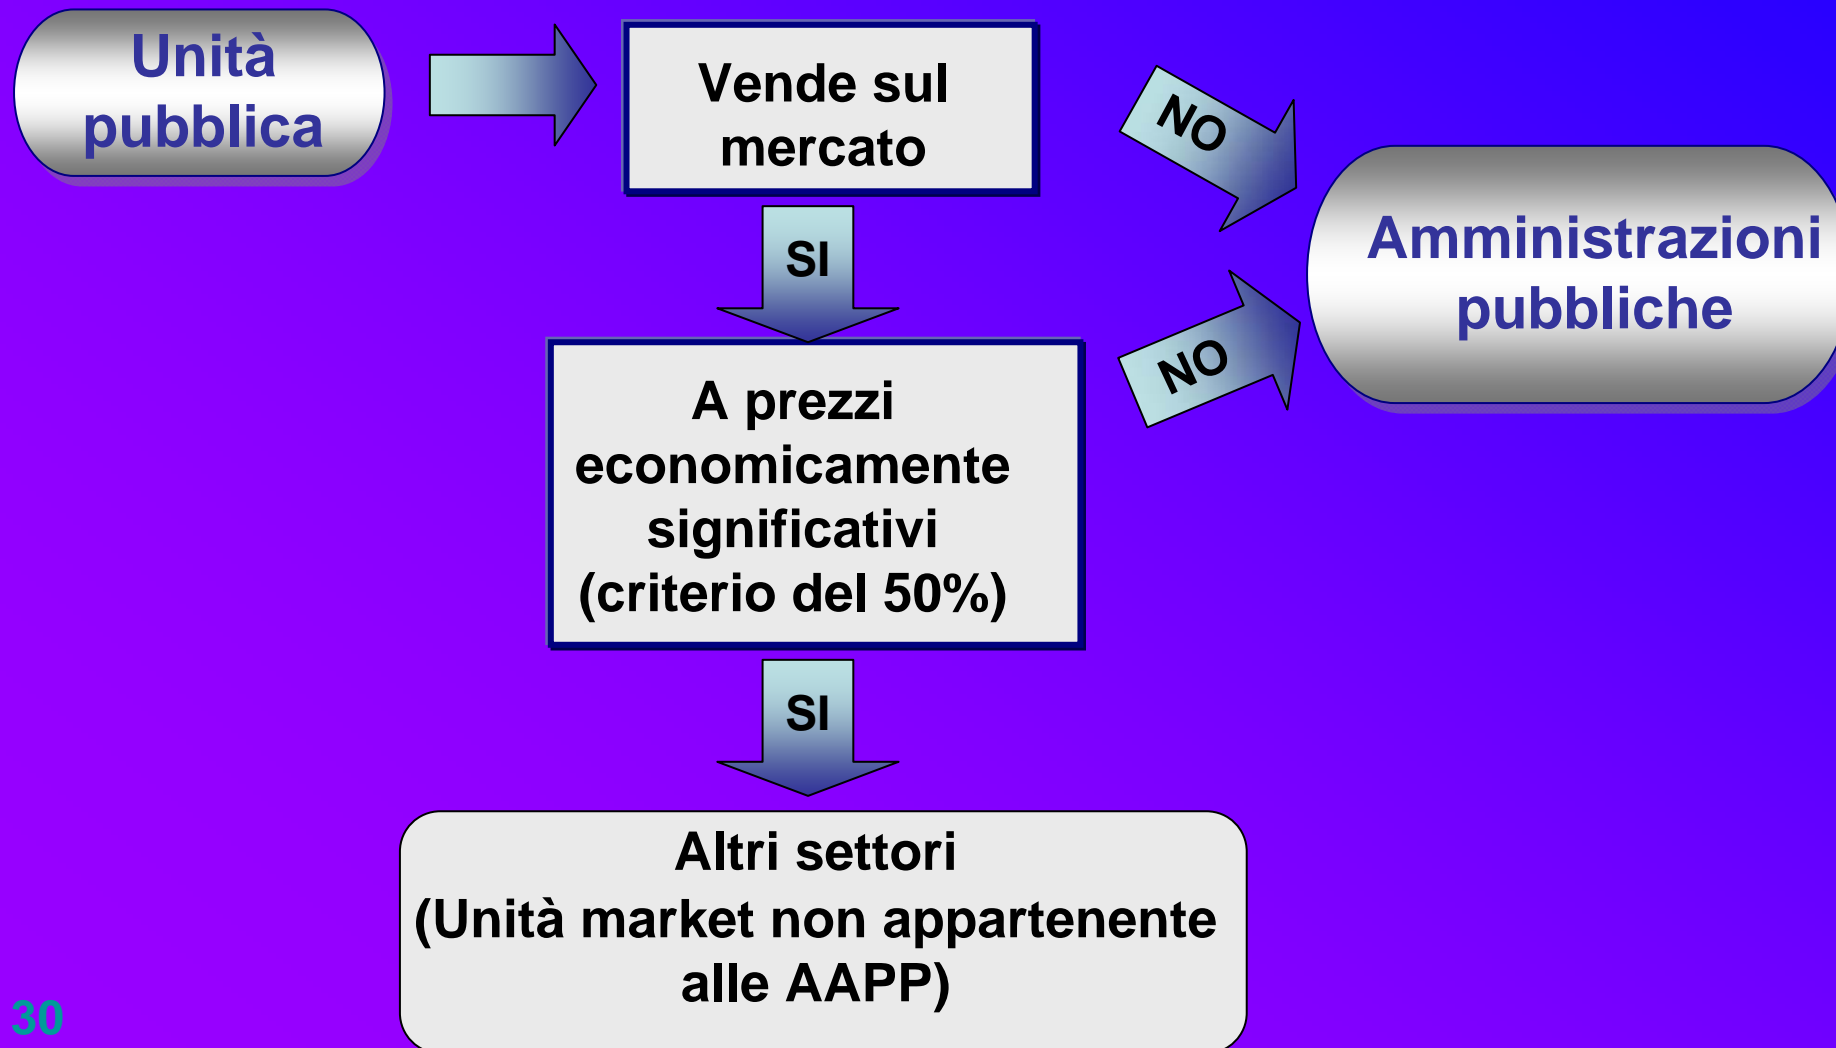 Unità
pubblica
Vende sul
mercato
NO
Amministrazioni
pubbliche
SI
NO
A prezzi
economicamente
significativi
(criterio del 50%)
SI
Altri settori
(Unità market non appartenente
alle AAPP)
30